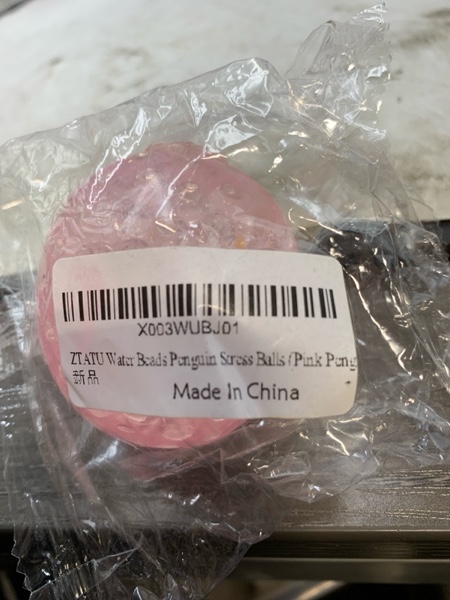 X003WUBJ01
ZTATU Water Beads Penguin Stress Balls (Pink Peng
新品
Made In China